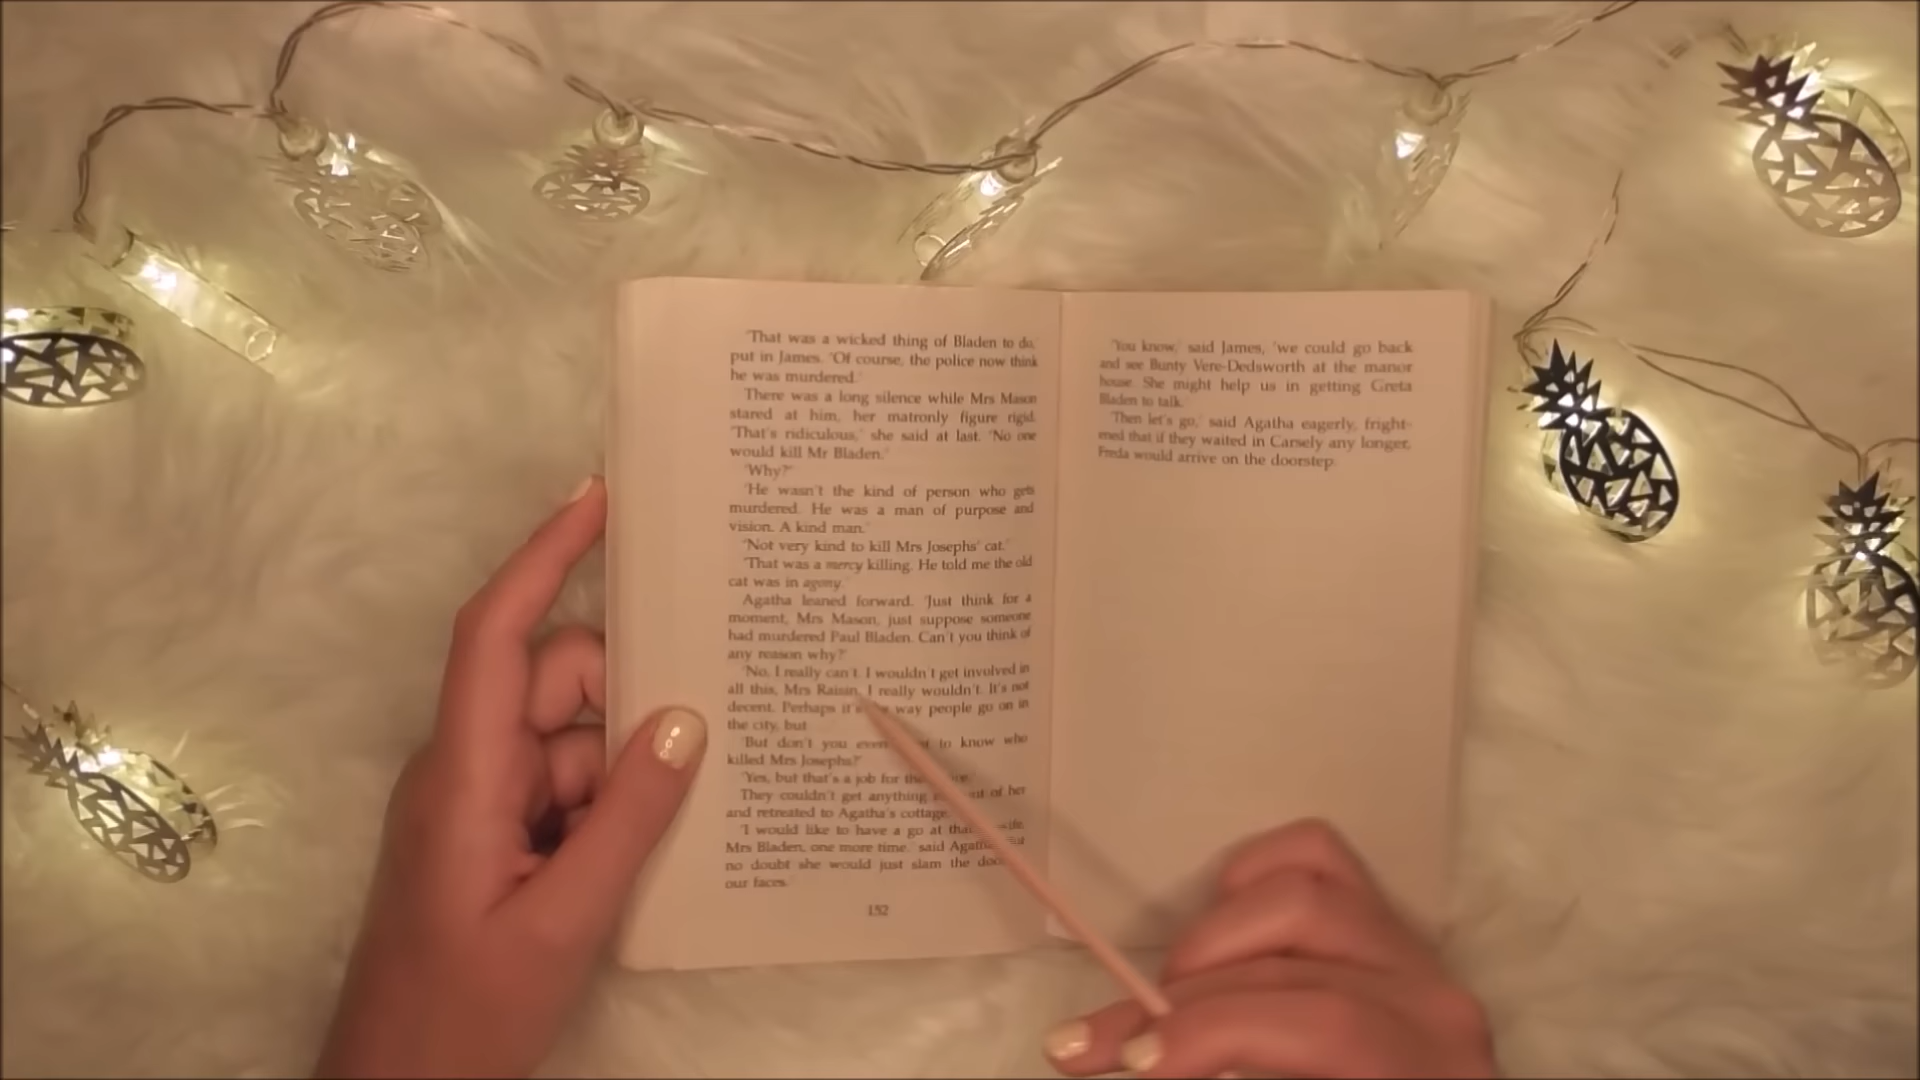 'That was a wicked thing of Bladen to do,'
put in James. 'Of course, the police now think
he was murdered.'
There was a long silence while Mrs Mason
stared at him, her matronly figure rigid.
'That's ridiculous,' she said at last. 'No one
would kill Mr Bladen.'
'Why?'
'He wasn't the kind of person who gets
murdered. He was a man of purpose and
vision. A kind man.'
'Not very kind to kill Mrs Josephs' cat.'
'That was a mercy killing. He told me the old
cat was in agony.'
Agatha leaned forward. 'Just think for a
moment, Mrs Mason, just suppose someone
had murdered Paul Bladen. Can't you think of
any reason why?'
'No, I really can't. I wouldn't get involved in
all this, Mrs Raisin, I really wouldn't. It's not
decent. Perhaps it's way people go on in
the city, but
'But don't you even to know who
killed Mrs Josephs?'
'Yes, but that's a job for
They couldn't get anything of her
and retreated to Agatha's cottage.
'I would like to have a go at
Mrs Bladen, one more time,' said
no doubt she would just slam the
our faces.'
152
'You know,' said James, 'we could go back
and see Bunty Vere-Dedsworth at the manor
house. She might help us in getting Greta
Bladen to talk.'
'Then let's go,' said Agatha eagerly, fright-
ened that if they waited in Carsely any longer,
Freda would arrive on the doorstep.